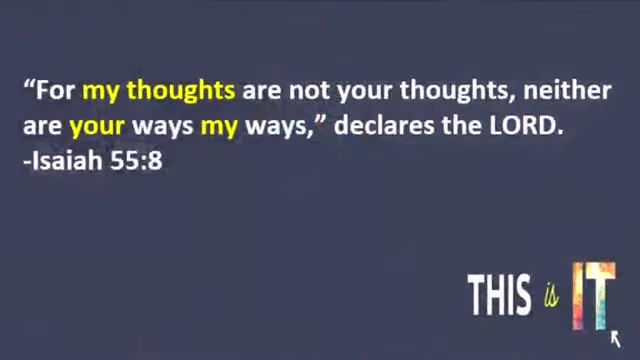 “For my thoughts are not your thoughts, neither
are your ways my ways,” declares the LORD.
-Isaiah 55:8
THIS is IT